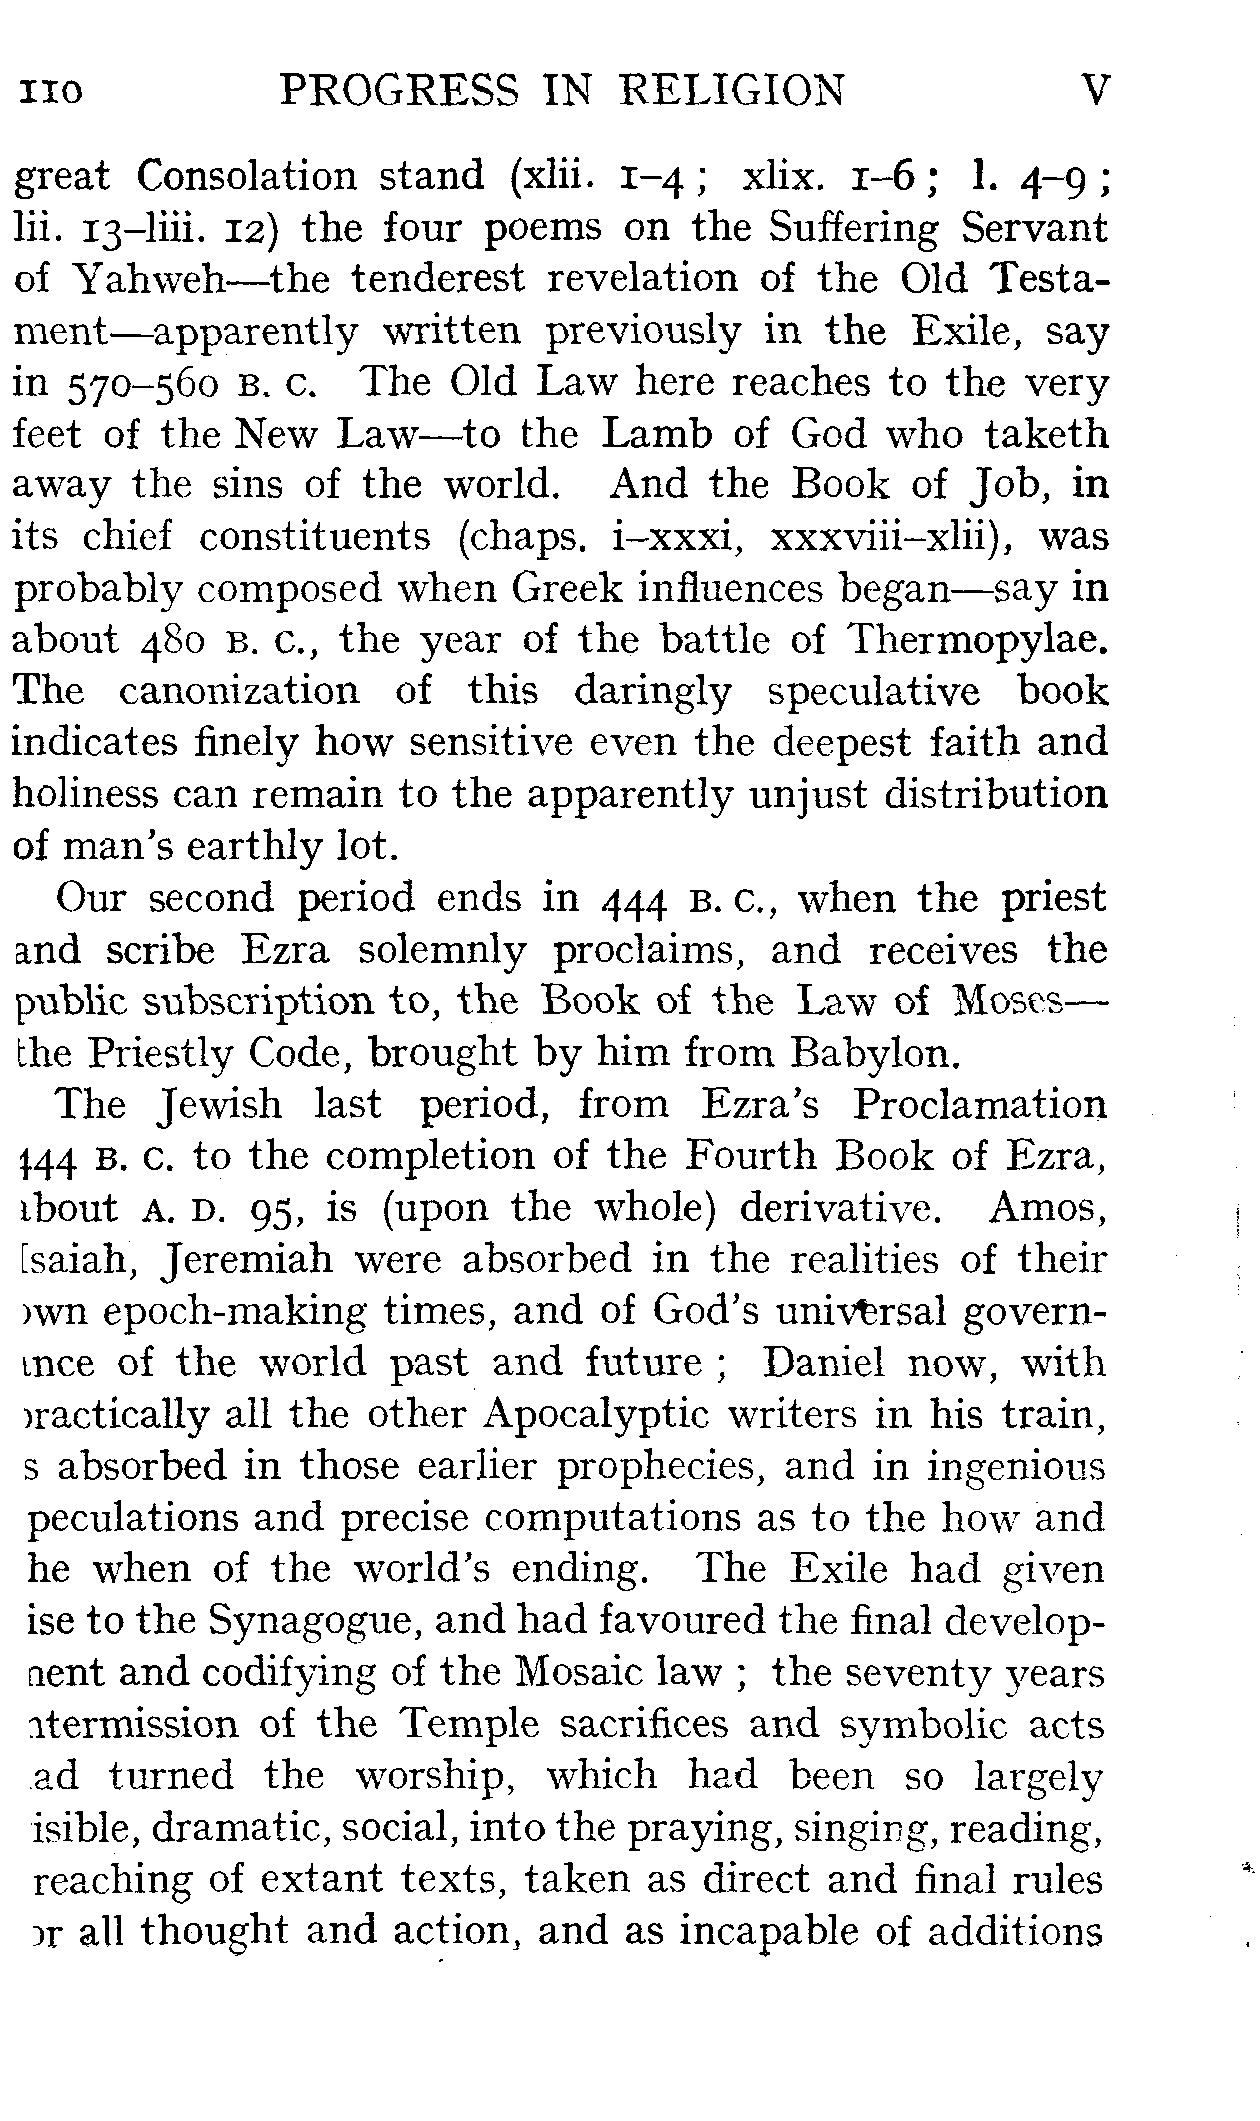 110 PROGRESS IN RELIGION V
great Consolation stand (xlii. 1–4 ; xlix. 1–6 ; l. 4–9 ;
lii. 13–liii. 12) the four poems on the Suffering Servant
of Yahweh—the tenderest revelation of the Old Testa-
ment—apparently written previously in the Exile, say
in 570–560 B. C. The Old Law here reaches to the very
feet of the New Law—to the Lamb of God who taketh
away the sins of the world. And the Book of Job, in
its chief constituents (chaps. i–xxxi, xxxviii–xlii), was
probably composed when Greek influences began—say in
about 480 B. C., the year of the battle of Thermopylae.
The canonization of this daringly speculative book
indicates finely how sensitive even the deepest faith and
holiness can remain to the apparently unjust distribution
of man's earthly lot.
Our second period ends in 444 B. C., when the priest
and scribe Ezra solemnly proclaims, and receives the
public subscription to, the Book of the Law of Moses—
the Priestly Code, brought by him from Babylon.
The Jewish last period, from Ezra's Proclamation
444 B. C. to the completion of the Fourth Book of Ezra,
about A. D. 95, is (upon the whole) derivative. Amos,
Isaiah, Jeremiah were absorbed in the realities of their
own epoch-making times, and of God's universal govern-
ance of the world past and future ; Daniel now, with
practically all the other Apocalyptic writers in his train,
s absorbed in those earlier prophecies, and in ingenious
peculations and precise computations as to the how and
he when of the world's ending. The Exile had given
ise to the Synagogue, and had favoured the final develop-
ment and codifying of the Mosaic law ; the seventy years
ntermission of the Temple sacrifices and symbolic acts
ad turned the worship, which had been so largely
isible, dramatic, social, into the praying, singing, reading,
reaching of extant texts, taken as direct and final rules
or all thought and action, and as incapable of additions